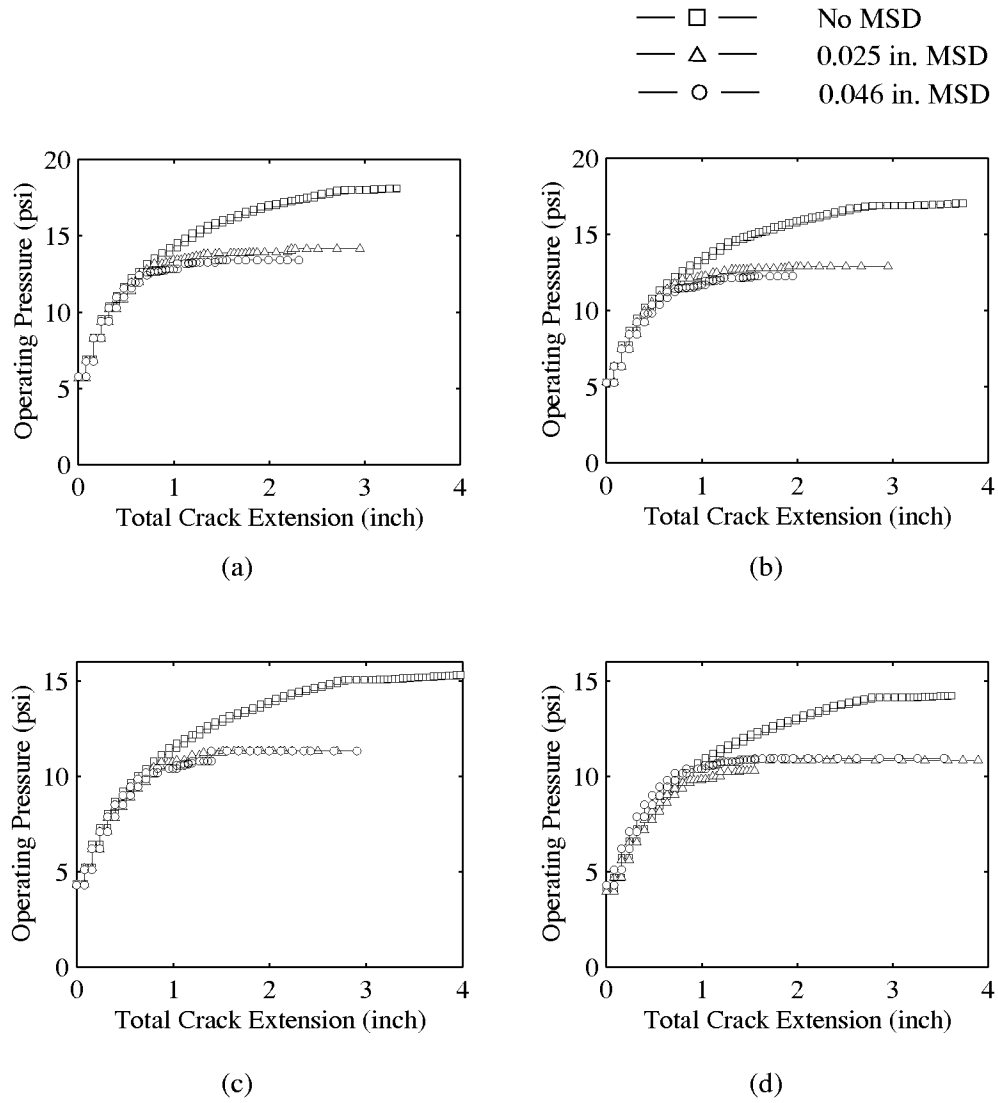 No MSD
0.025 in. MSD
0.046 in. MSD
20
15
10
5
0
Operating Pressure (psi)
0 1 2 3 4
Total Crack Extension (inch)
(a)
20
15
10
5
0
Operating Pressure (psi)
0 1 2 3 4
Total Crack Extension (inch)
(b)
15
10
5
0
Operating Pressure (psi)
0 1 2 3 4
Total Crack Extension (inch)
(c)
15
10
5
0
Operating Pressure (psi)
0 1 2 3 4
Total Crack Extension (inch)
(d)